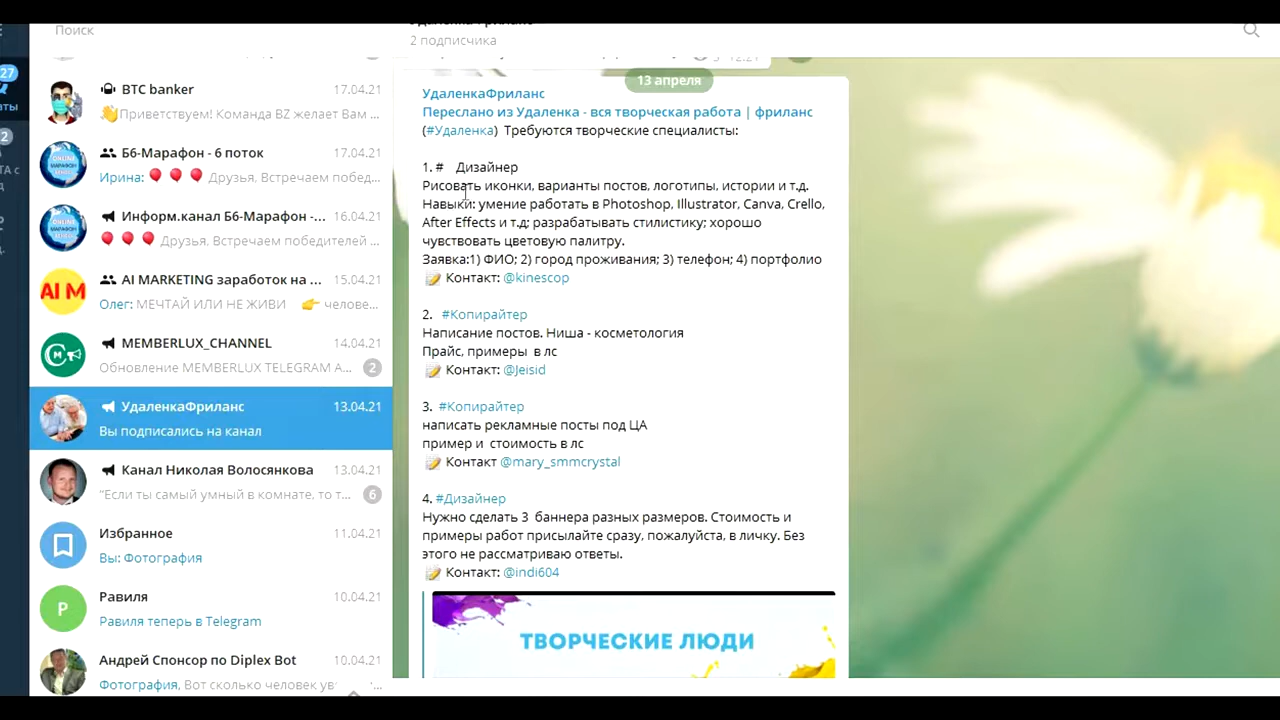 Поиск
2 подписчика
27
2
BTC banker
17.04.21
Приветствуем! Команда BZ желает Вам ...
Б6-Марафон - 6 поток
17.04.21
Ирина: Друзья, Встречаем побед...
Информ.канал Б6-Марафон -...
16.04.21
Друзья, Встречаем победителей ...
AI MARKETING заработок на ...
15.04.21
AI M
Олег: МЕЧТАЙ ИЛИ НЕ ЖИВИ человe...
MEMBERLUX_CHANNEL
14.04.21
Обновление MEMBERLUX TELEGRAM A...
2
УдаленкаФриланс
13.04.21
Вы подписались на канал
Канал Николая Волосянкова
13.04.21
"Если ты самый умный в комнате, то т...
6
Избранное
11.04.21
Вы: Фотография
Равиля
10.04.21
Р
Равиля теперь в Telegram
Андрей Спонсор по Diplex Bot
10.04.21
Фотография, Вот сколько человек
13 апреля
УдаленкаФриланс
Переслано из Удаленка - вся творческая работа | фриланс
(#Удаленка) Требуются творческие специалисты:
1. # Дизайнер
Рисовать иконки, варианты постов, логотипы, истории и т.д.
Навыки: умение работать в Photoshop, Illustrator, Canva, Crello,
After Effects и т.д; разрабатывать стилистику; хорошо
чувствовать цветовую палитру.
Заявка:1) ФИО; 2) город проживания; 3) телефон; 4) портфолио
Контакт: @kinescop
2. #Копирайтер
Написание постов. Ниша - косметология
Прайс, примеры в лс
Контакт: @Jeisid
3. #Копирайтер
написать рекламные посты под ЦА
пример и стоимость в лс
Контакт @mary_smmcrystal
4. #Дизайнер
Нужно сделать 3 баннера разных размеров. Стоимость и
примеры работ присылайте сразу, пожалуйста, в личку. Без
этого не рассматриваю ответы.
Контакт: @indi604
ТВОРЧЕСКИЕ ЛЮДИ